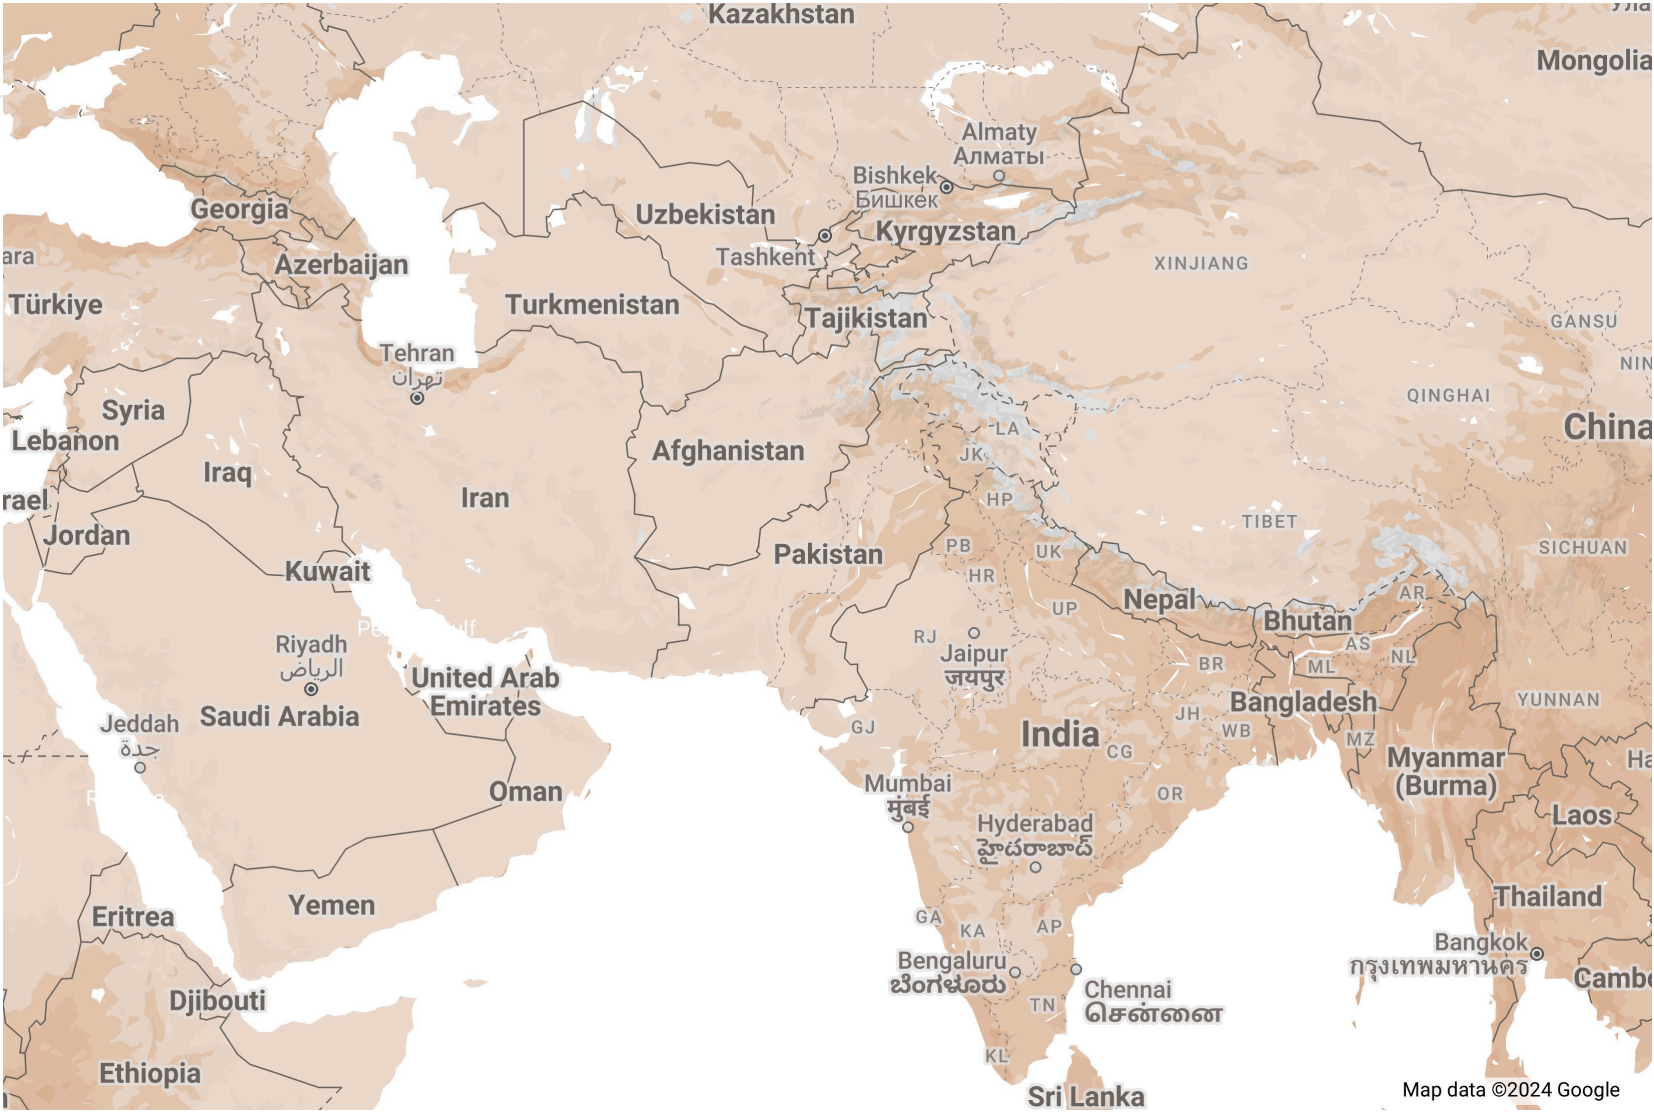 Kazakhstan
Mongolia
Almaty
Алматы
Bishkek
Бишкек
Georgia
Uzbekistan
Kyrgyzstan
Tashkent
XINJIANG
Azerbaijan
Türkiye
Turkmenistan
Tajikistan
GANSU
Tehran
تهران
QINGHAI
Syria
China
LA
Lebanon
Afghanistan
JK
Iraq
Iran
HP
TIBET
Jordan
PB
UK
SICHUAN
Pakistan
Kuwait
HR
AR
Nepal
UP
Bhutan
RJ
AS
Riyadh
الرياض
Jaipur
जयपुर
BR
ML
NL
United Arab
Emirates
Bangladesh
YUNNAN
Saudi Arabia
Jeddah
جدة
GJ
India
JH
WB
MZ
CG
Myanmar
(Burma)
Mumbai
मुंबई
Oman
OR
Laos
Hyderabad
హైదరాబాద్
Thailand
Yemen
Eritrea
GA
KA
AP
Bangkok
กรุงเทพมหานคร
Bengaluru
ಬೆಂಗಳೂರು
Chennai
சென்னை
Djibouti
TN
KL
Ethiopia
Sri Lanka
Map data ©2024 Google